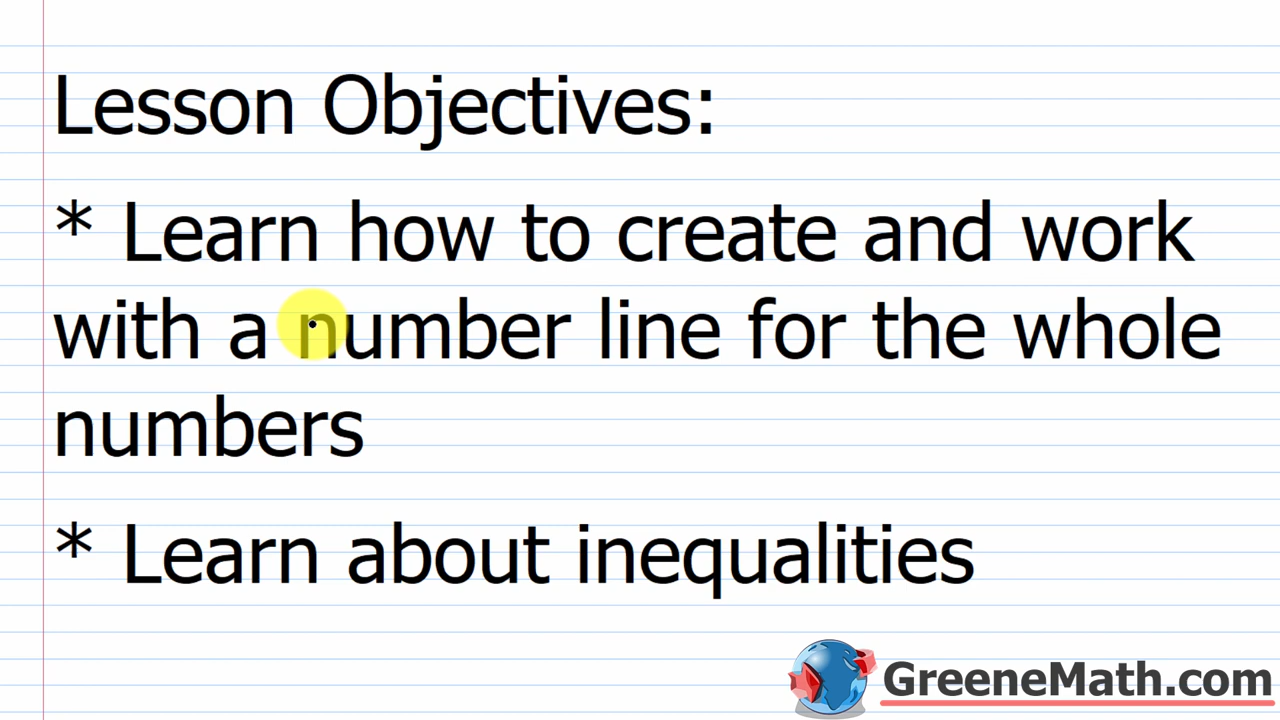 Lesson Objectives:
* Learn how to create and work
with a number line for the whole
numbers
* Learn about inequalities
GreeneMath.com